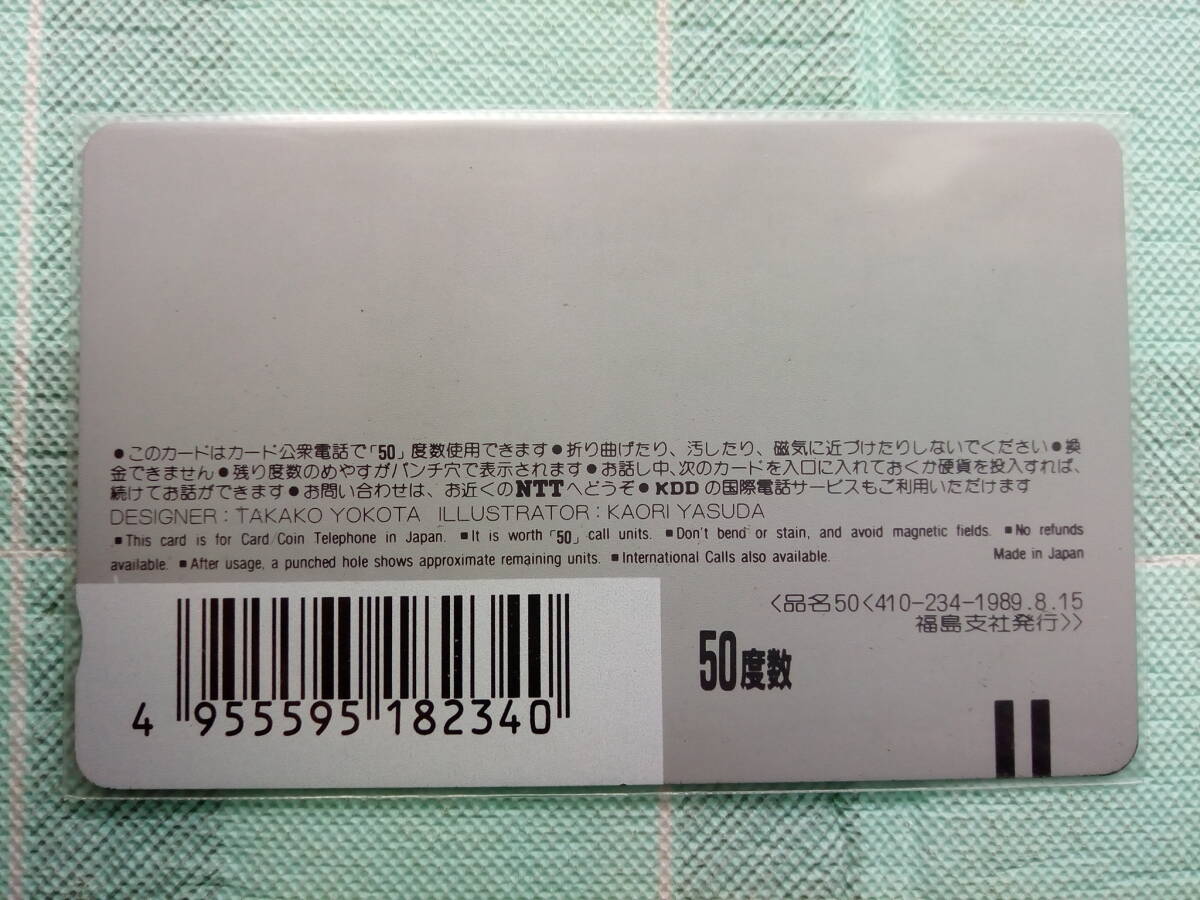 ●このカードはカード公衆電話で「50」度数使用できます●折り曲げたり、汚したり、磁気に近づけたりしないでください●換
金できません●残り度数のめやすがパンチ穴で表示されます●お話し中、次のカードを入口に入れておくか硬貨を投入すれば、
続けてお話ができます●お問い合わせは、お近くのNTTへどうぞ●KDDの国際電話サービスもご利用いただけます
DESIGNER：TAKAKO YOKOTA ILLUSTRATOR：KAORI YASUDA
■This card is for Card/Coin Telephone in Japan. ■It is worth「50」call units. ■Don't bend or stain, and avoid magnetic fields. ■No refunds
available. ■After usage, a punched hole shows approximate remaining units. ■International Calls also available. Made in Japan
〈品名50〈410-234-1989.8.15
福島支社発行〉〉
50度数
4 955595 182340